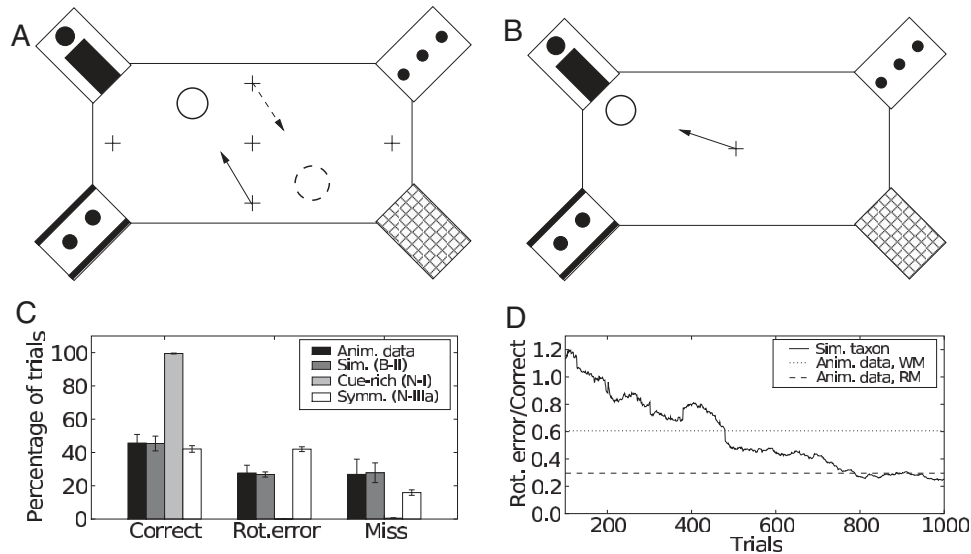 A
B
C
Percentage of trials
100
80
60
40
20
0
Anim. data
Sim. (B-II)
Cue-rich (N-I)
Symm. (N-IIIa)
Correct
Rot.error
Miss
D
Rot. error/Correct
1.2
1.0
0.8
0.6
0.4
0.2
0.0
Sim. taxon
Anim. data, WM
Anim. data, RM
200 400 600 800 1000
Trials